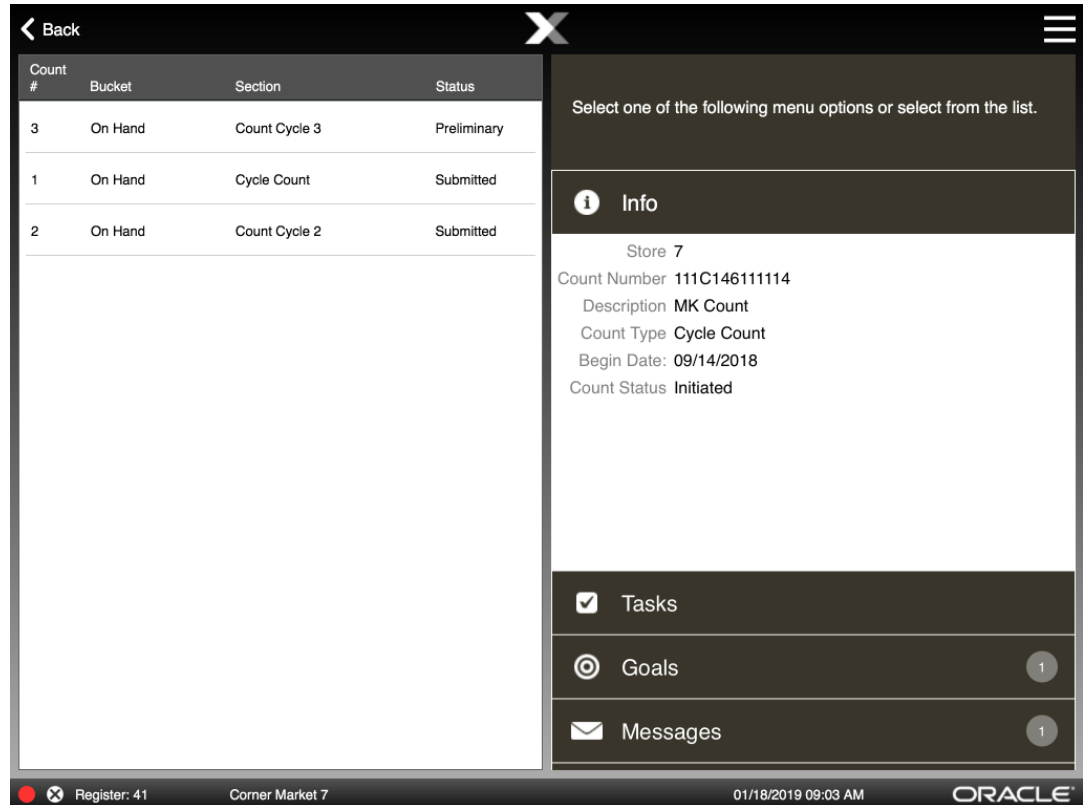 Back
Count
# Bucket Section Status
3 On Hand Count Cycle 3 Preliminary
1 On Hand Cycle Count Submitted
2 On Hand Count Cycle 2 Submitted
Select one of the following menu options or select from the list.
Info
Store 7
Count Number 111C146111114
Description MK Count
Count Type Cycle Count
Begin Date: 09/14/2018
Count Status Initiated
Tasks
Goals 1
Messages 1
Register: 41 Corner Market 7 01/18/2019 09:03 AM ORACLE